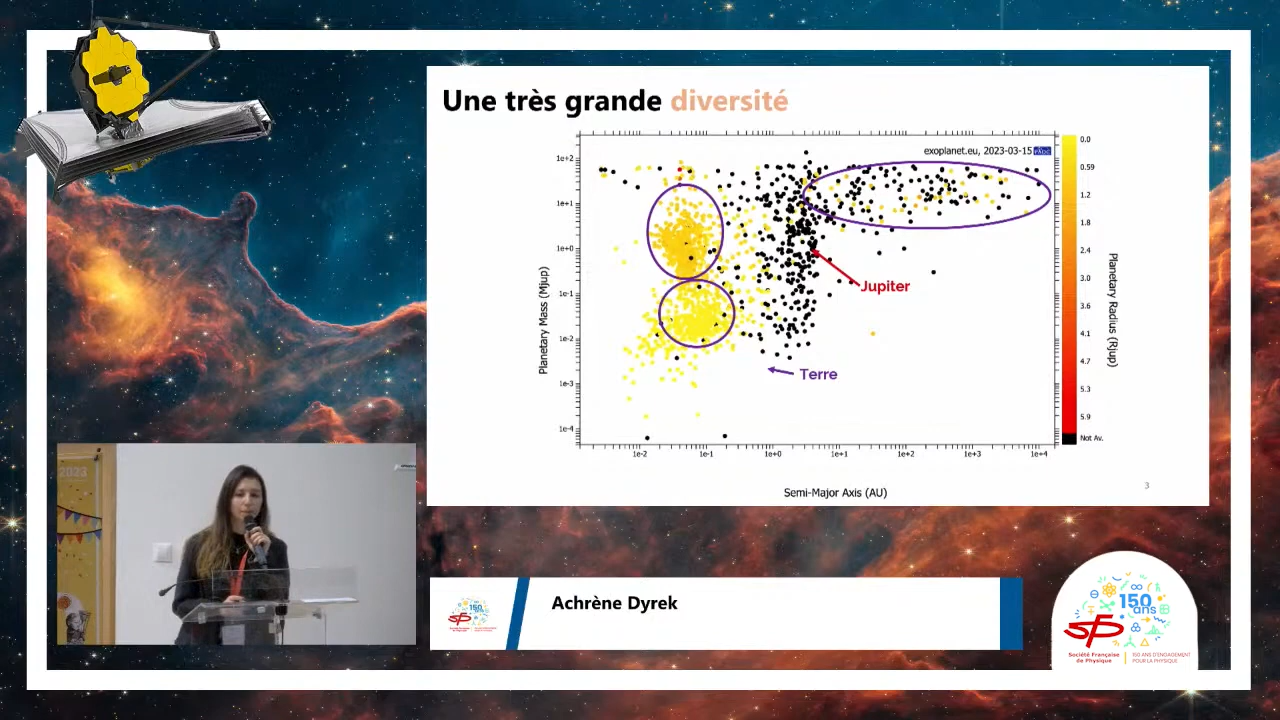 Une très grande diversité
exoplanet.eu, 2023-03-15
1e+2
1e+1
1e+0
1e-1
1e-2
1e-3
1e-4
Planetary Mass (Mjup)
Jupiter
Terre
1e-2
1e-1
1e+0
1e+1
1e+2
1e+3
1e+4
Semi-Major Axis (AU)
0.0
0.59
1.2
1.8
2.4
3.0
3.6
4.1
4.7
5.3
5.9
Not Av.
Planetary Radius (Rjup)
3
2023
Achrène Dyrek
150
150
ans
sfp
Société Française
de Physique
150 ANS D'ENGAGEMENT
POUR LA PHYSIQUE